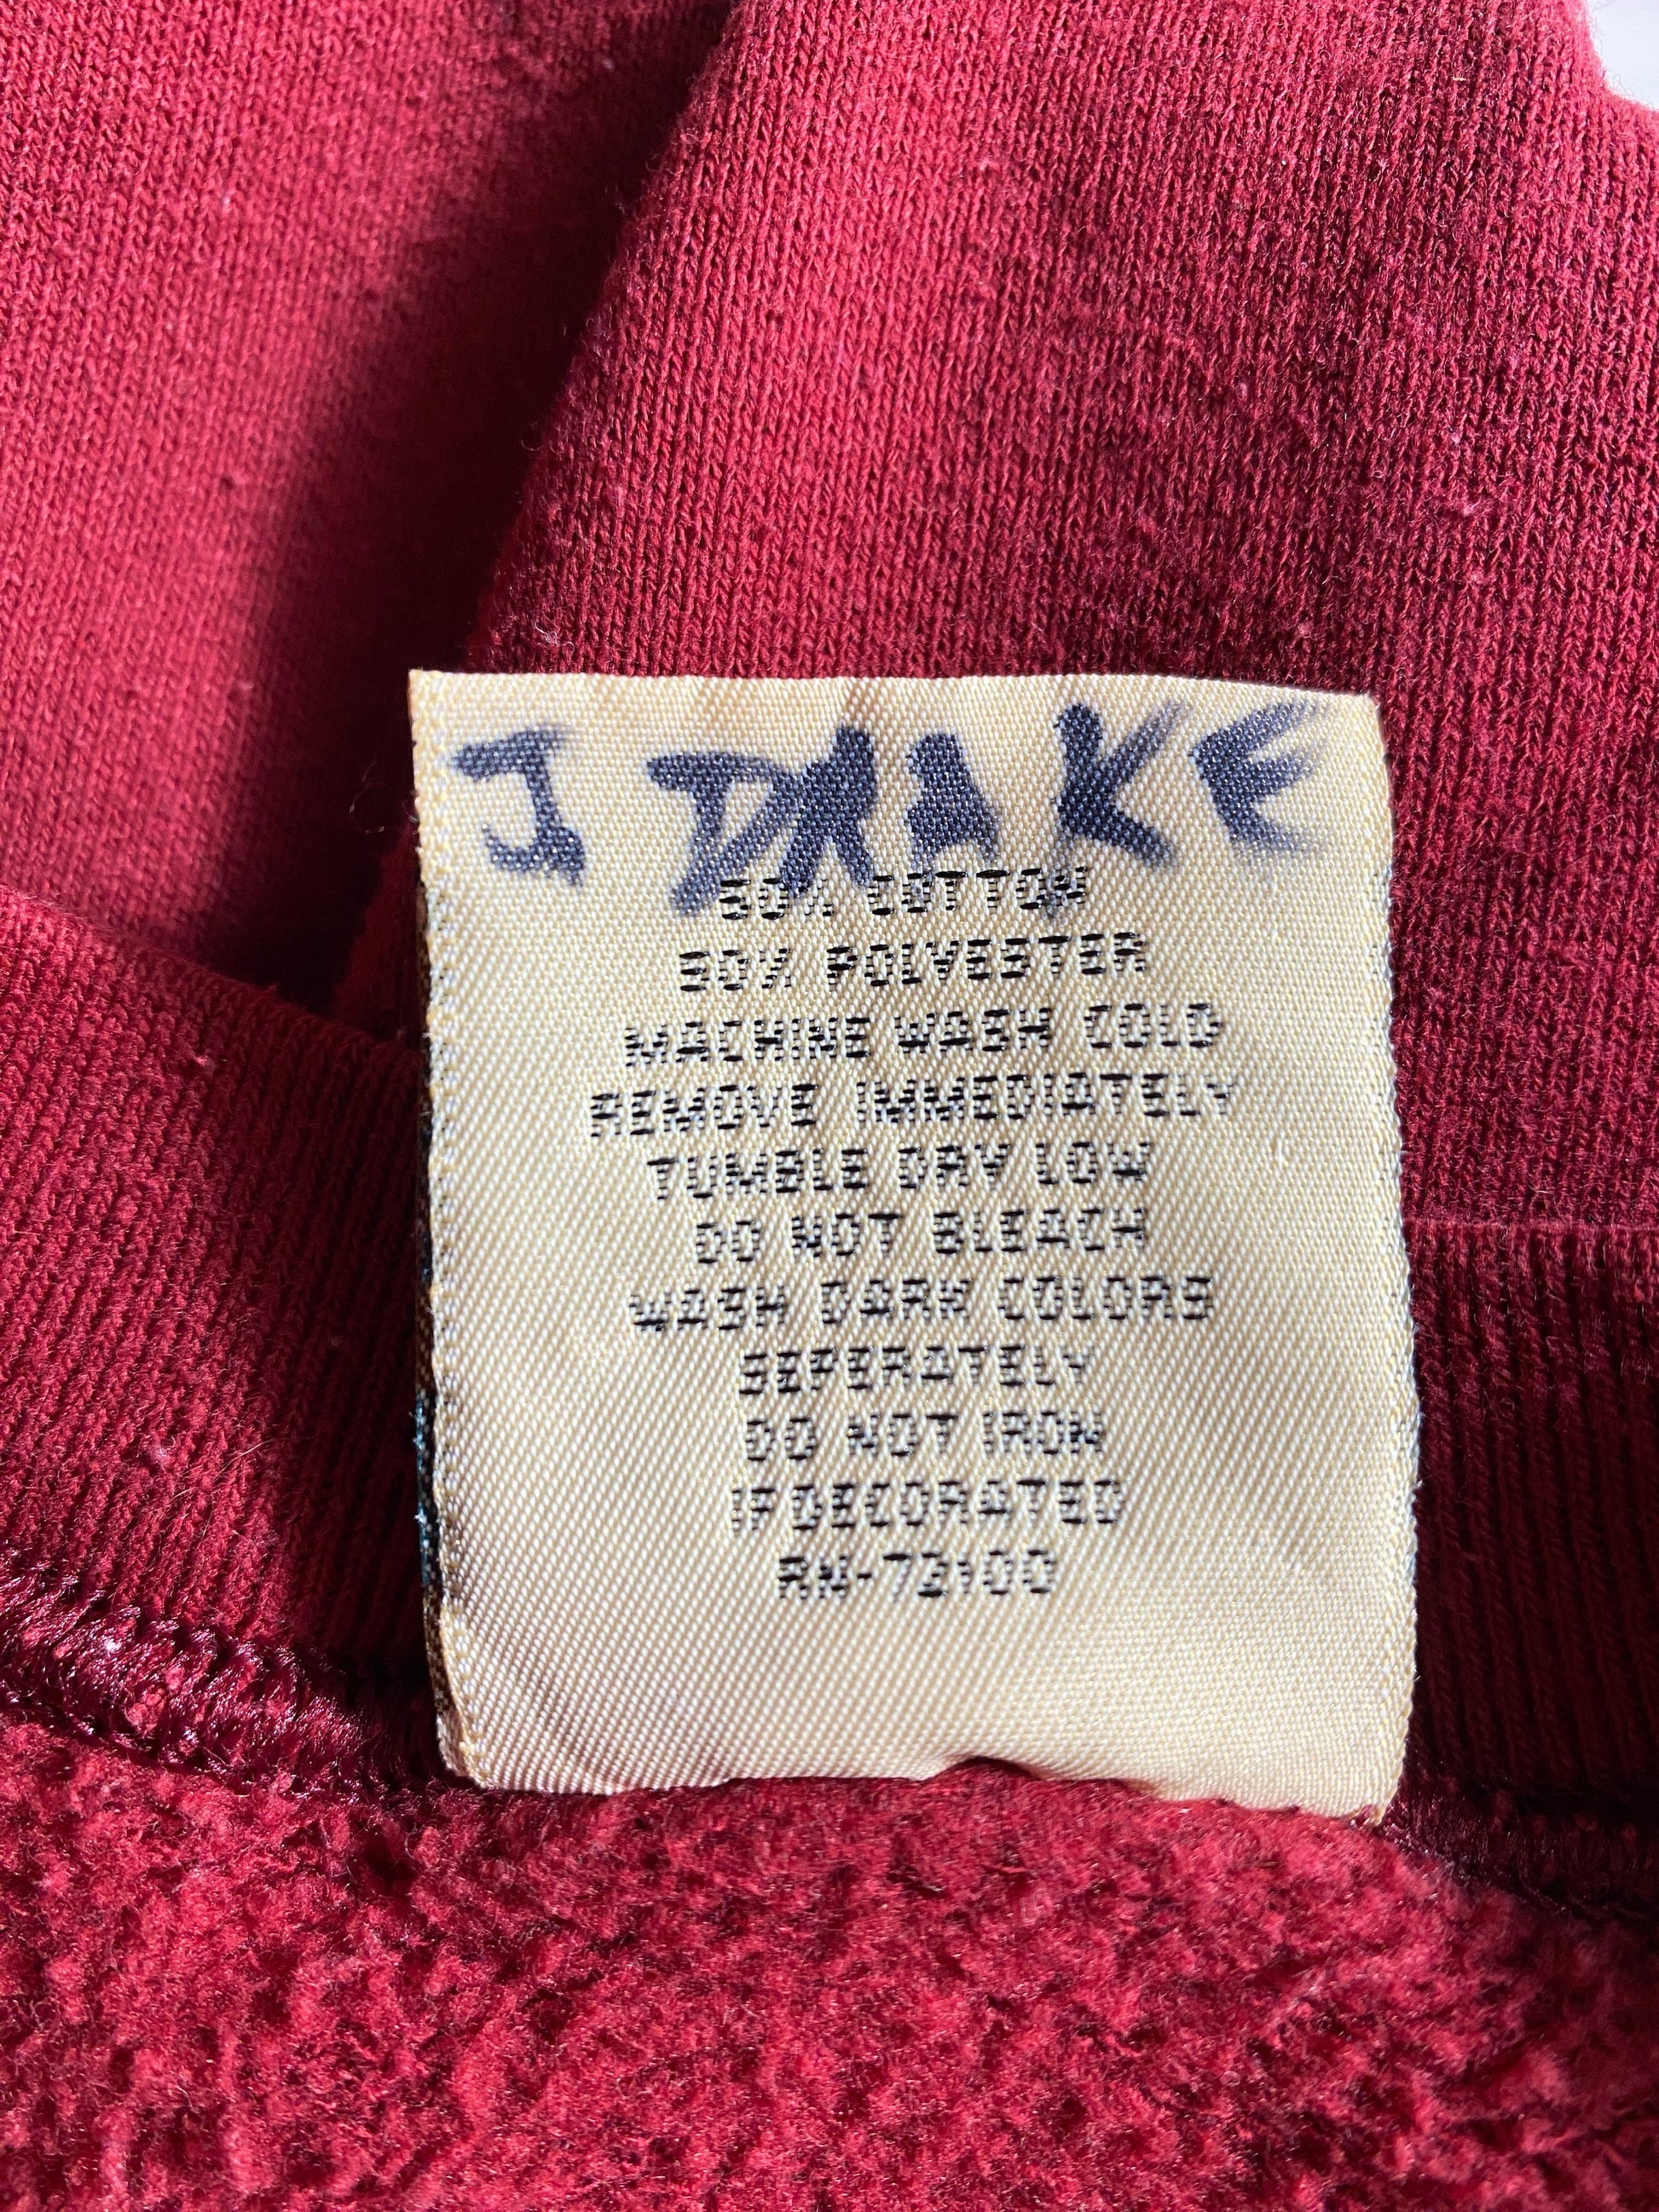 J DRAKE
50% COTTON
50% POLYESTER
MACHINE WASH COLD
REMOVE IMMEDIATELY
TUMBLE DRY LOW
DO NOT BLEACH
WASH DARK COLORS
SEPERATELY
DO NOT IRON
IF DECORATED
RN-72100